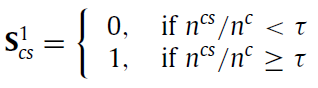 S¹_cs = { 0, if n^cs/n^c < τ
1, if n^cs/n^c ≥ τ